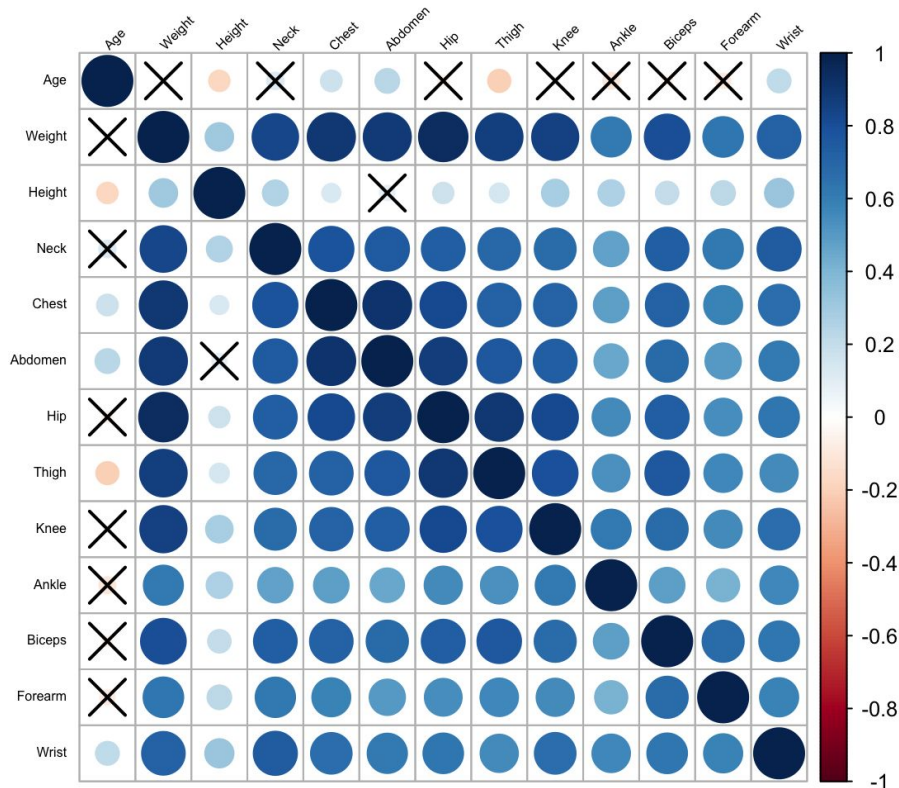 Age Weight Height Neck Chest Abdomen Hip Thigh Knee Ankle Biceps Forearm Wrist
Age
Weight
Height
Neck
Chest
Abdomen
Hip
Thigh
Knee
Ankle
Biceps
Forearm
Wrist
1
0.8
0.6
0.4
0.2
0
-0.2
-0.4
-0.6
-0.8
-1